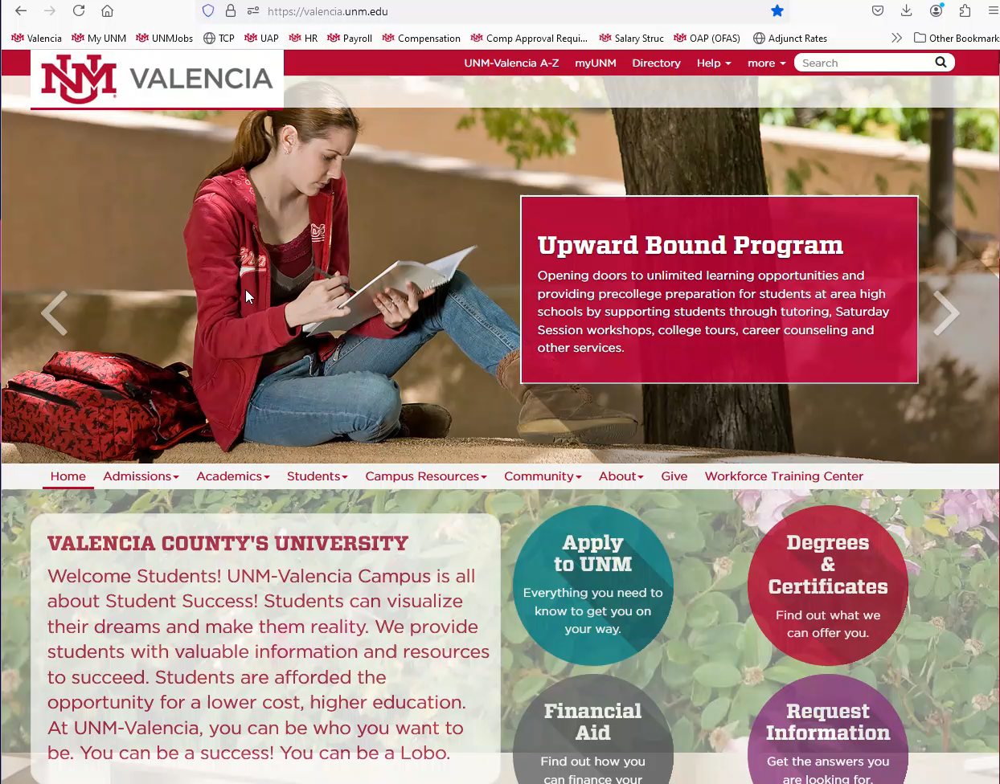 https://valencia.unm.edu
Valencia My UNM UNMJobs TCP UAP HR Payroll Compensation Comp Approval Requi... Salary Struc OAP (OFAS) Adjunct Rates Other Bookmarks
UNM-Valencia A-Z myUNM Directory Help more Search
UNM VALENCIA
Upward Bound Program
Opening doors to unlimited learning opportunities and
providing precollege preparation for students at area high
schools by supporting students through tutoring, Saturday
Session workshops, college tours, career counseling and
other services.
Home Admissions Academics Students Campus Resources Community About Give Workforce Training Center
VALENCIA COUNTY'S UNIVERSITY
Welcome Students! UNM-Valencia Campus is all
about Student Success! Students can visualize
their dreams and make them reality. We provide
students with valuable information and resources
to succeed. Students are afforded the
opportunity for a lower cost, higher education.
At UNM-Valencia, you can be who you want to
be. You can be a success! You can be a Lobo.
Apply
to UNM
Everything you need to
know to get you on
your way.
Degrees
&
Certificates
Find out what we
can offer you.
Financial
Aid
Find out how you
can finance your
Request
Information
Get the answers you
are looking for.